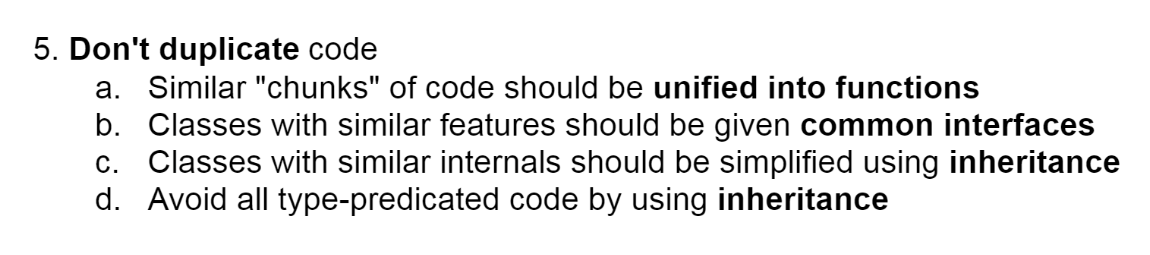 5. Don't duplicate code
a. Similar "chunks" of code should be unified into functions
b. Classes with similar features should be given common interfaces
c. Classes with similar internals should be simplified using inheritance
d. Avoid all type-predicated code by using inheritance